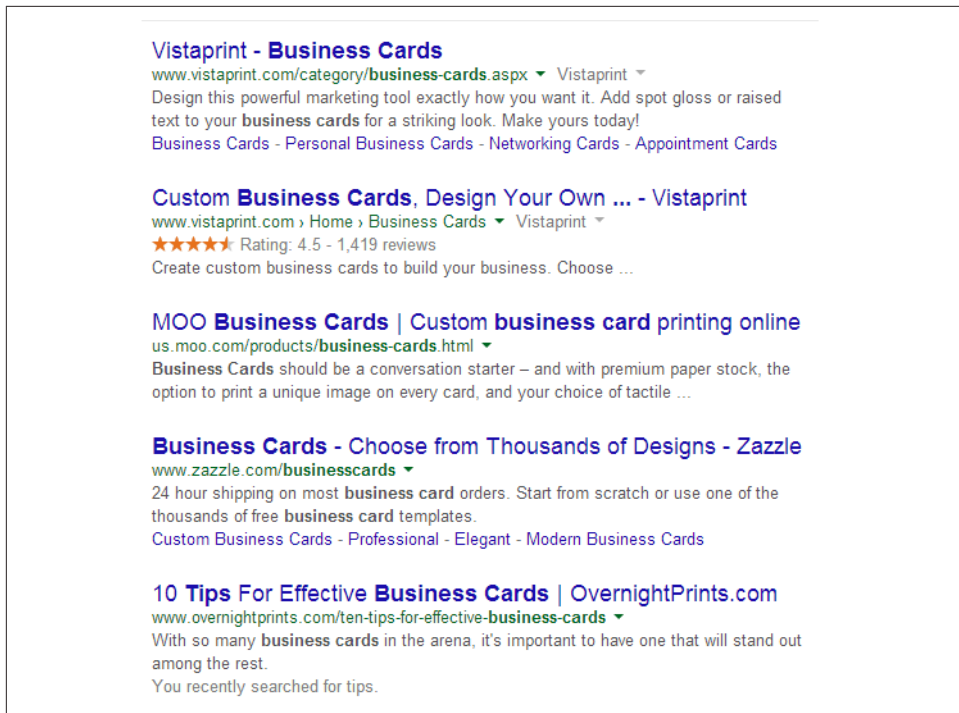 Vistaprint - Business Cards
www.vistaprint.com/category/business-cards.aspx Vistaprint
Design this powerful marketing tool exactly how you want it. Add spot gloss or raised
text to your business cards for a striking look. Make yours today!
Business Cards - Personal Business Cards - Networking Cards - Appointment Cards
Custom Business Cards, Design Your Own ... - Vistaprint
www.vistaprint.com › Home › Business Cards Vistaprint
Rating: 4.5 - 1,419 reviews
Create custom business cards to build your business. Choose ...
MOO Business Cards | Custom business card printing online
us.moo.com/products/business-cards.html
Business Cards should be a conversation starter – and with premium paper stock, the
option to print a unique image on every card, and your choice of tactile ...
Business Cards - Choose from Thousands of Designs - Zazzle
www.zazzle.com/businesscards
24 hour shipping on most business card orders. Start from scratch or use one of the
thousands of free business card templates.
Custom Business Cards - Professional - Elegant - Modern Business Cards
10 Tips For Effective Business Cards | OvernightPrints.com
www.overnightprints.com/ten-tips-for-effective-business-cards
With so many business cards in the arena, it's important to have one that will stand out
among the rest.
You recently searched for tips.